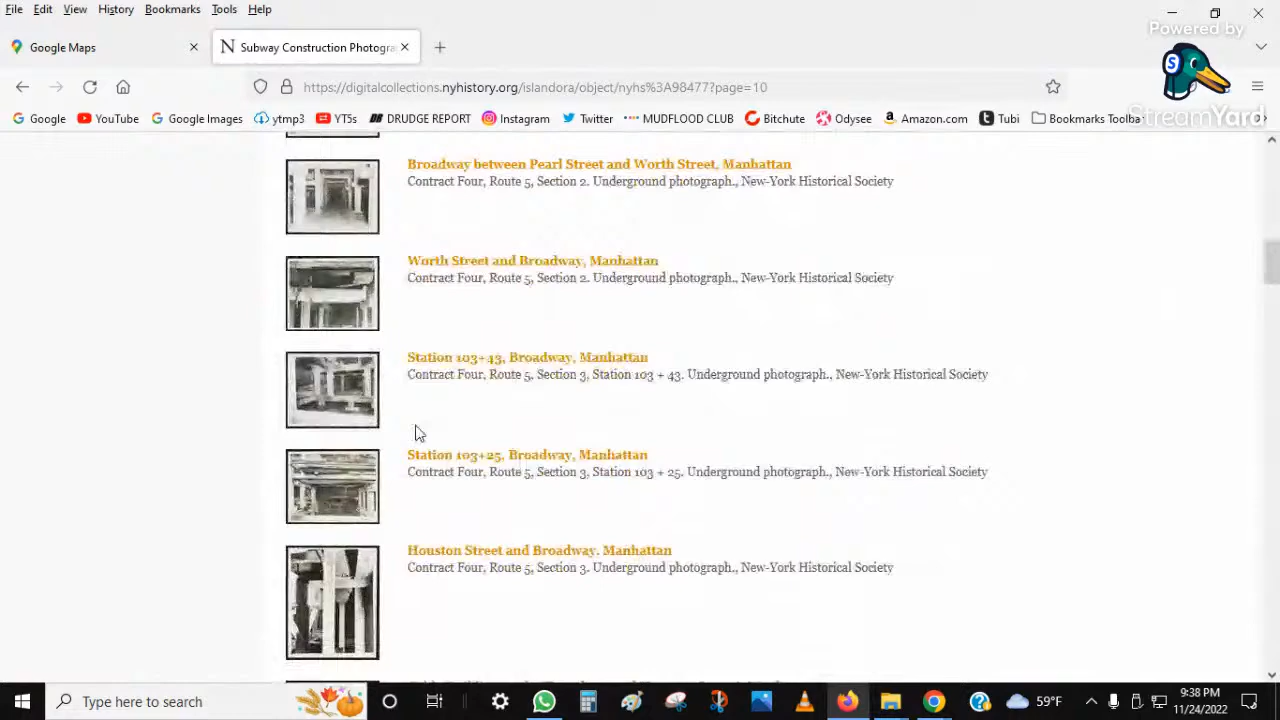 File Edit View History Bookmarks Tools Help
Powered by
Google Maps
Subway Construction Photogra
https://digitalcollections.nyhistory.org/islandora/object/nyhs%3A98477?page=10
StreamYard
Google YouTube Google Images ytmp3 YT5s DRUDGE REPORT Instagram Twitter MUDFLOOD CLUB Bitchute Odysee Amazon.com Tubi Bookmarks Toolba
Broadway between Pearl Street and Worth Street, Manhattan
Contract Four, Route 5, Section 2. Underground photograph., New-York Historical Society
Worth Street and Broadway, Manhattan
Contract Four, Route 5, Section 2. Underground photograph., New-York Historical Society
Station 103+43, Broadway, Manhattan
Contract Four, Route 5, Section 3, Station 103 + 43. Underground photograph., New-York Historical Society
Station 103+25, Broadway, Manhattan
Contract Four, Route 5, Section 3, Station 103 + 25. Underground photograph., New-York Historical Society
Houston Street and Broadway. Manhattan
Contract Four, Route 5, Section 3. Underground photograph., New-York Historical Society
Type here to search
59°F
9:38 PM
11/24/2022